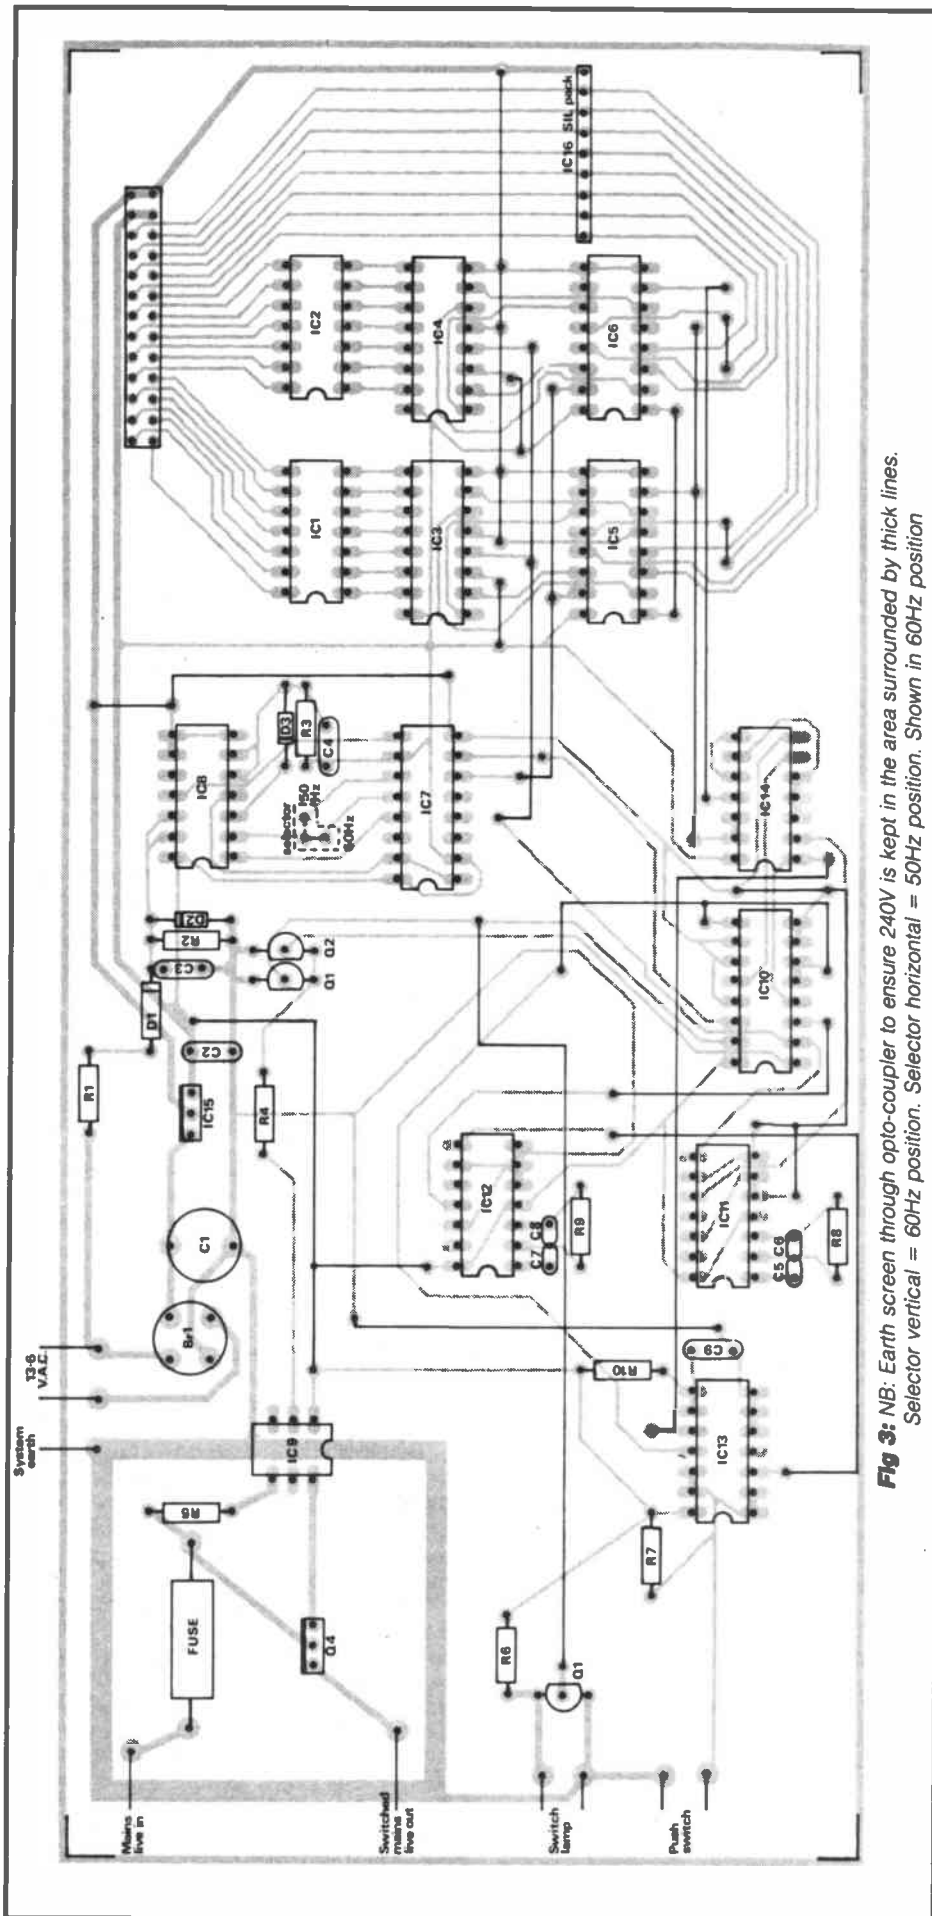 Mains
live in
Switched
mains
live out
Switch
lamp
Push
switch
System
earth
13-6
V.A.C.
FUSE
R5
Q4
IC9
Br1
C1
R1
IC15
D1
C2
C3
R2
D2
Q1
Q2
R4
IC8
selector
50
Hz
60Hz
D3
R3
C4
IC7
IC1
IC2
IC3
IC4
IC5
IC6
IC16 SIL pack
R6
Q1
R7
R10
C9
IC13
IC12
C7 C8
R9
IC11
C5 C6
R8
IC10
IC14
Fig 3: NB: Earth screen through opto-coupler to ensure 240V is kept in the area surrounded by thick lines.
Selector vertical = 60Hz position. Selector horizontal = 50Hz position. Shown in 60Hz position